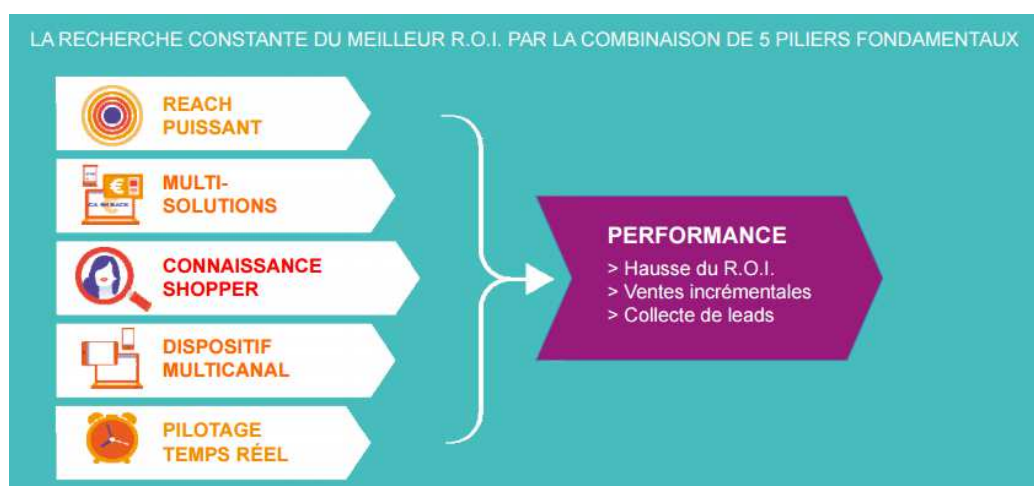 LA RECHERCHE CONSTANTE DU MEILLEUR R.O.I. PAR LA COMBINAISON DE 5 PILIERS FONDAMENTAUX
REACH
PUISSANT
€
MULTI-
SOLUTIONS
CONNAISSANCE
SHOPPER
DISPOSITIF
MULTICANAL
PILOTAGE
TEMPS RÉEL
PERFORMANCE
> Hausse du R.O.I.
> Ventes incrémentales
> Collecte de leads